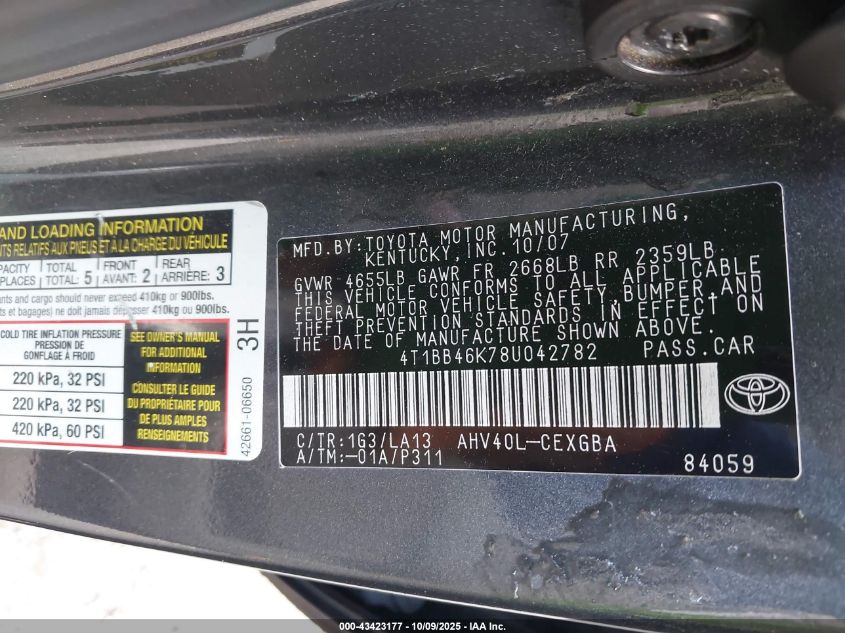 AND LOADING INFORMATION
RELATIFS AUX PNEUS ET À LA CHARGE DU VÉHICULE
TOTAL FRONT REAR
TOTAL: 5 AVANT: 2 ARRIÈRE: 3
and cargo should never exceed 410kg or 900lbs.
et bagages) ne doit jamais dépasser 410kg ou 900lbs.
COLD TIRE INFLATION PRESSURE
PRESSION DE
GONFLAGE À FROID
220 kPa, 32 PSI
220 kPa, 32 PSI
420 kPa, 60 PSI
SEE OWNER'S MANUAL
FOR ADDITIONAL
INFORMATION
CONSULTER LE GUIDE
DU PROPRIÉTAIRE POUR
PLUS DE
RENSEIGNEMENTS
3H
42661-06650
MFD.BY:TOYOTA MOTOR MANUFACTURING,
KENTUCKY,INC.10/07
GVWR 4655LB GAWR FR 2668LB RR 2359LB
THIS VEHICLE CONFORMS TO ALL APPLICABLE
FEDERAL MOTOR VEHICLE SAFETY,BUMPER,AND
THEFT PREVENTION STANDARDS IN EFFECT ON
THE DATE OF MANUFACTURE SHOWN ABOVE.
4T1BB46K78U042782 PASS.CAR
C/TR:1G3/LA13 AHV40L-CEXGBA
A/TM:-01A/P311
84059
000-43423177 - 10/09/2025 - IAA Inc.